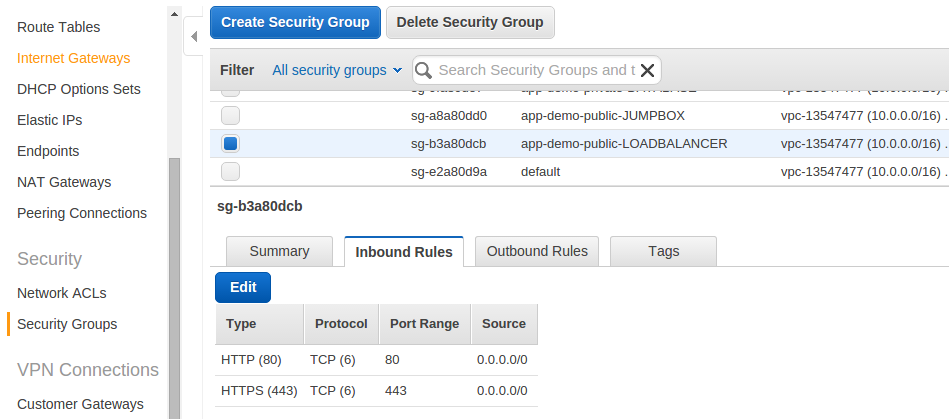 Route Tables
Internet Gateways
DHCP Options Sets
Elastic IPs
Endpoints
NAT Gateways
Peering Connections
Security
Network ACLs
Security Groups
VPN Connections
Customer Gateways
Create Security Group Delete Security Group
Filter All security groups Search Security Groups and t
sg-a8a80dd0 app-demo-public-JUMPBOX vpc-13547477 (10.0.0.0/16) ..
sg-b3a80dcb app-demo-public-LOADBALANCER vpc-13547477 (10.0.0.0/16) ..
sg-e2a80d9a default vpc-13547477 (10.0.0.0/16) ..
sg-b3a80dcb
Summary Inbound Rules Outbound Rules Tags
Edit
Type Protocol Port Range Source
HTTP (80) TCP (6) 80 0.0.0.0/0
HTTPS (443) TCP (6) 443 0.0.0.0/0